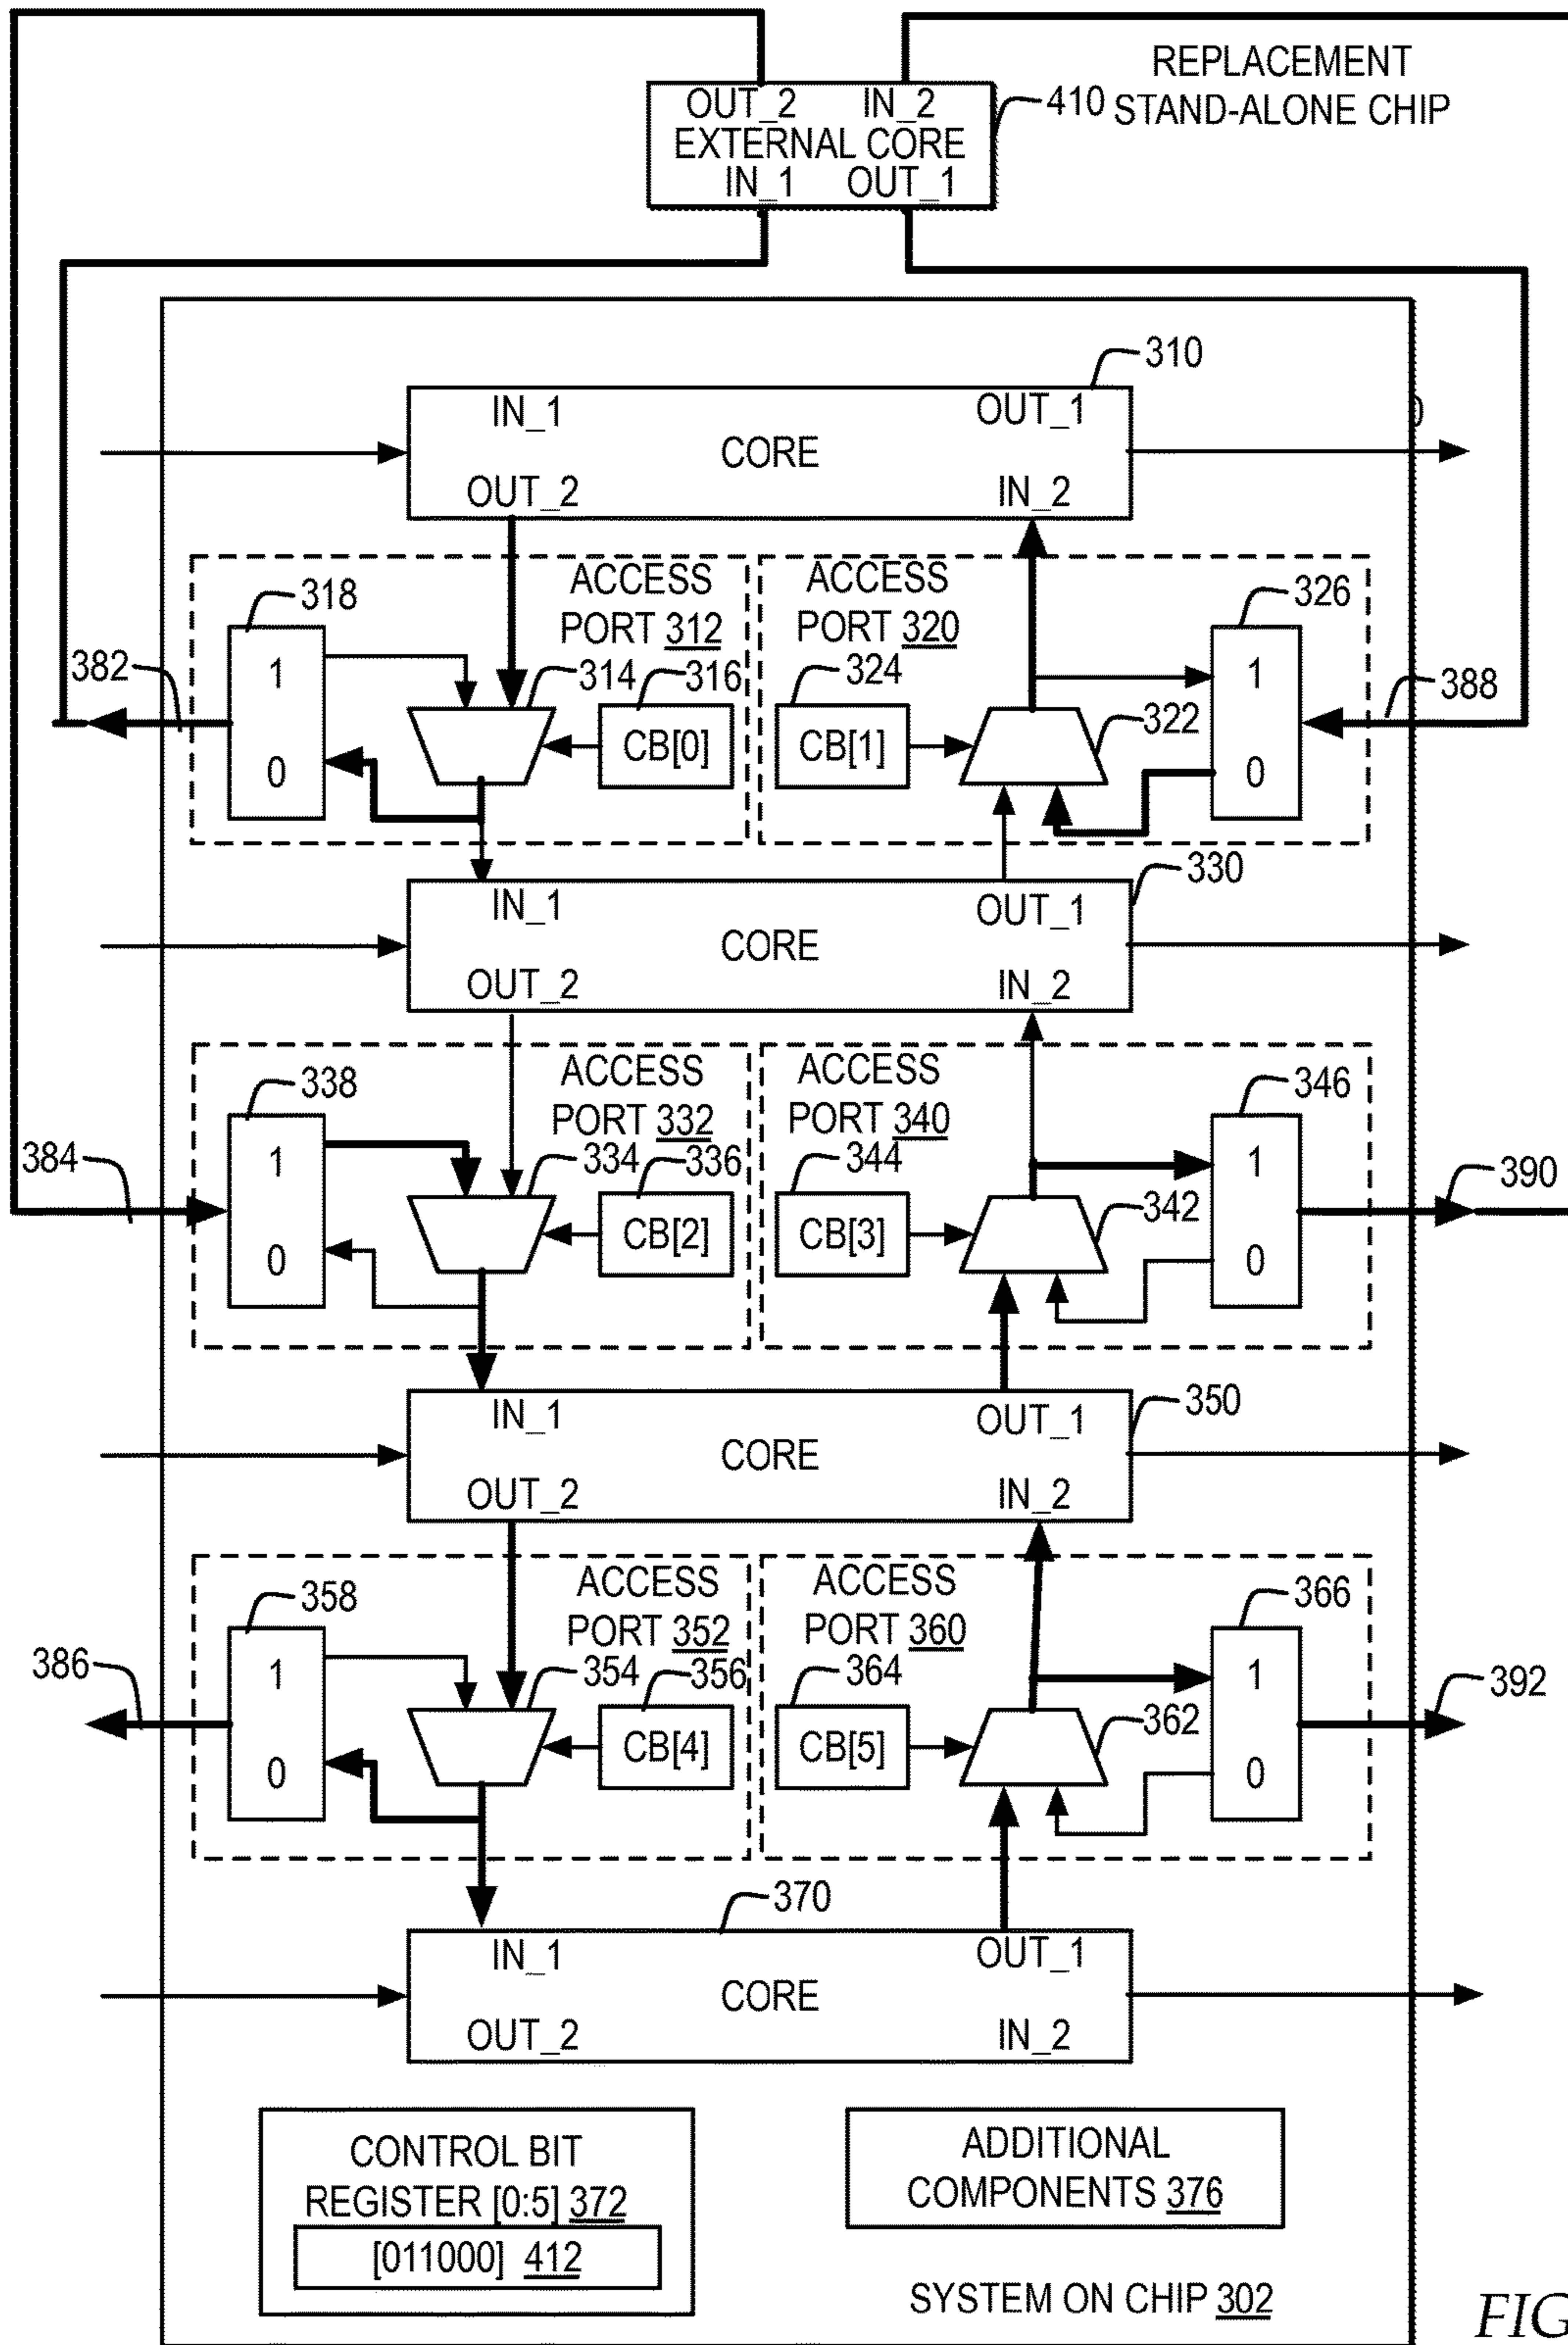 REPLACEMENT
STAND-ALONE CHIP
410
OUT_2 IN_2
EXTERNAL CORE
IN_1 OUT_1
310
IN_1 OUT_1
CORE
OUT_2 IN_2
ACCESS
PORT 312
ACCESS
PORT 320
318
326
382
314
316
324
322
388
1
0
CB[0]
CB[1]
1
0
330
IN_1 OUT_1
CORE
OUT_2 IN_2
ACCESS
PORT 332
ACCESS
PORT 340
338
346
384
334
336
344
342
390
1
0
CB[2]
CB[3]
1
0
350
IN_1 OUT_1
CORE
OUT_2 IN_2
ACCESS
PORT 352
ACCESS
PORT 360
358
366
386
354
356
364
362
392
1
0
CB[4]
CB[5]
1
0
370
IN_1 OUT_1
CORE
OUT_2 IN_2
CONTROL BIT
REGISTER [0:5] 372
[011000] 412
ADDITIONAL
COMPONENTS 376
SYSTEM ON CHIP 302
FIG